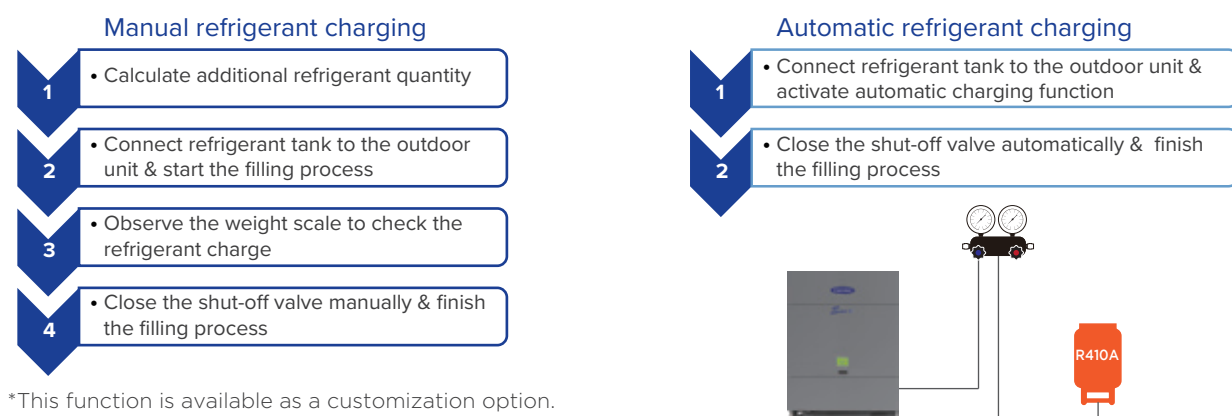 Manual refrigerant charging
1
• Calculate additional refrigerant quantity
2
• Connect refrigerant tank to the outdoor
unit & start the filling process
3
• Observe the weight scale to check the
refrigerant charge
4
• Close the shut-off valve manually & finish
the filling process
*This function is available as a customization option.
Automatic refrigerant charging
1
• Connect refrigerant tank to the outdoor unit &
activate automatic charging function
2
• Close the shut-off valve automatically & finish
the filling process
R410A